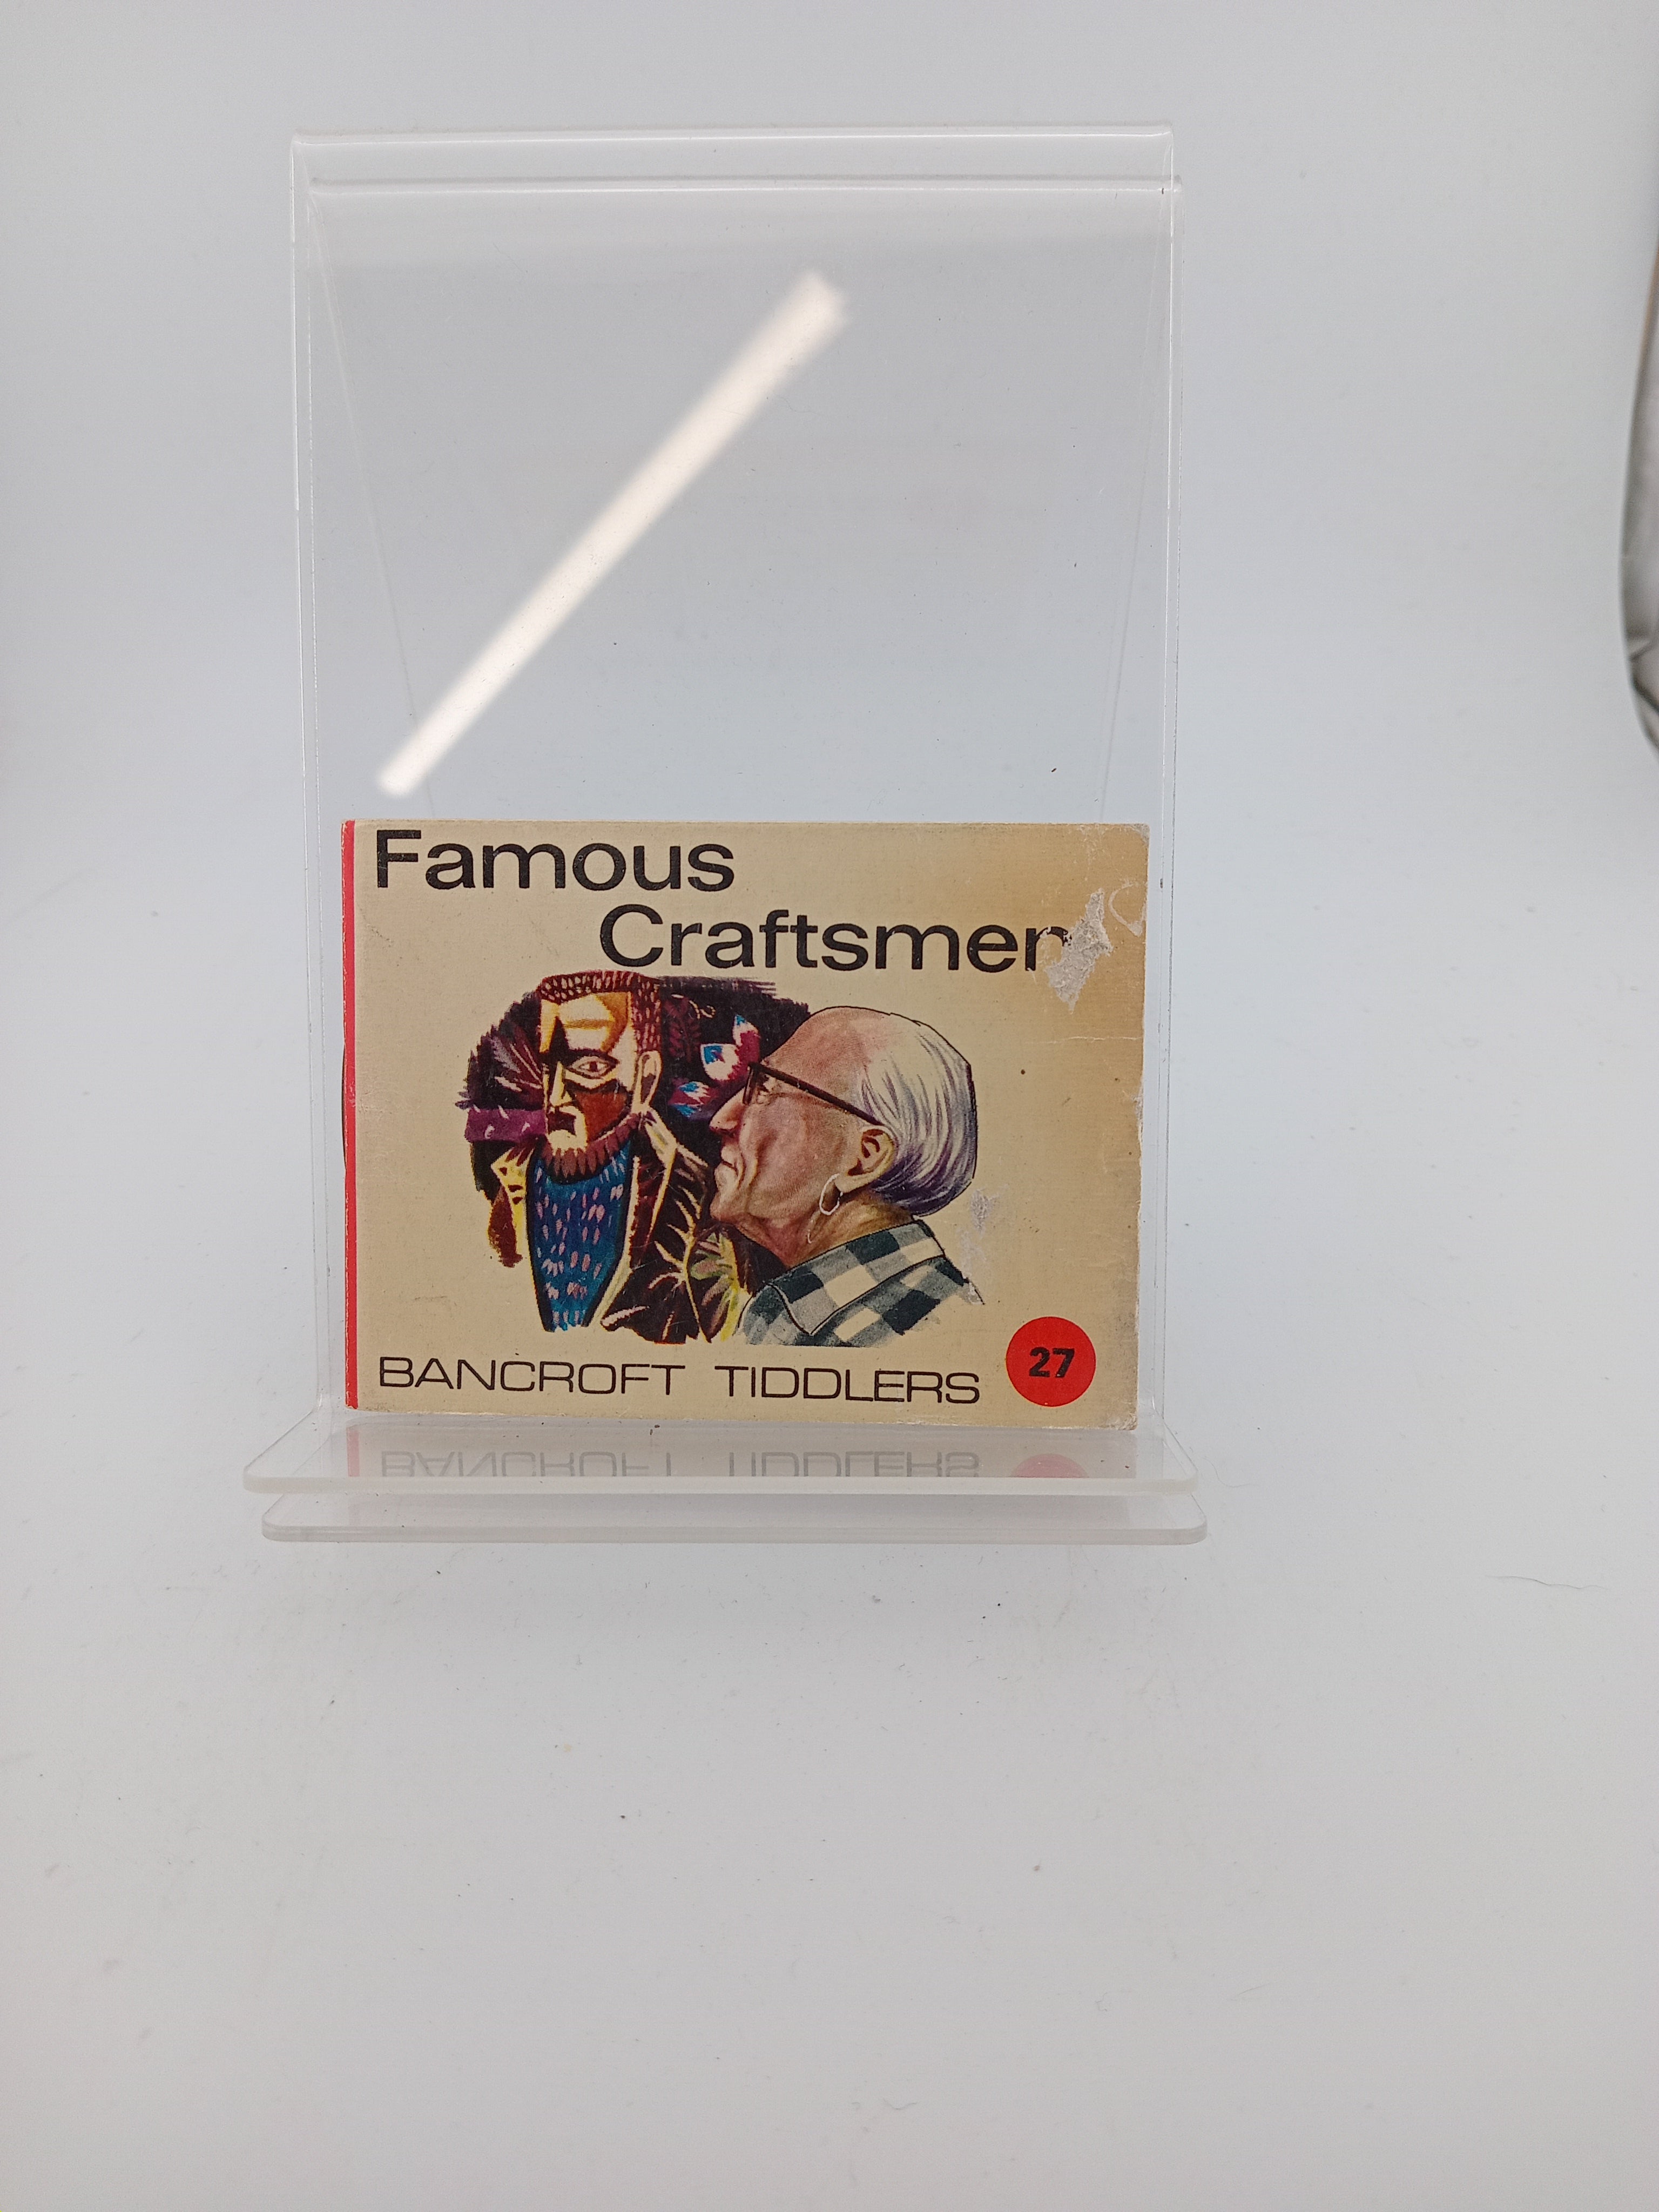 Famous
Craftsmen
BANCROFT TIDDLERS
27